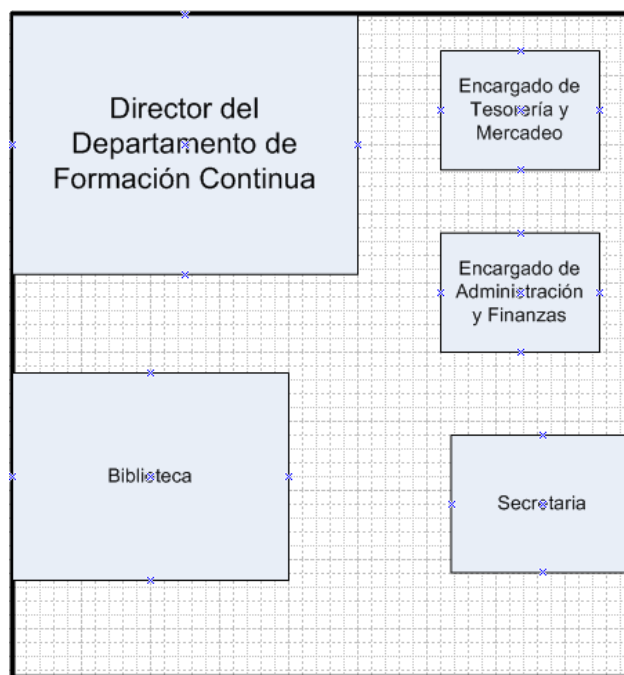 Director del
Departamento de
Formación Continua
Encargado de
Tesorería y
Mercadeo
Encargado de
Administración
y Finanzas
Biblioteca
Secretaria